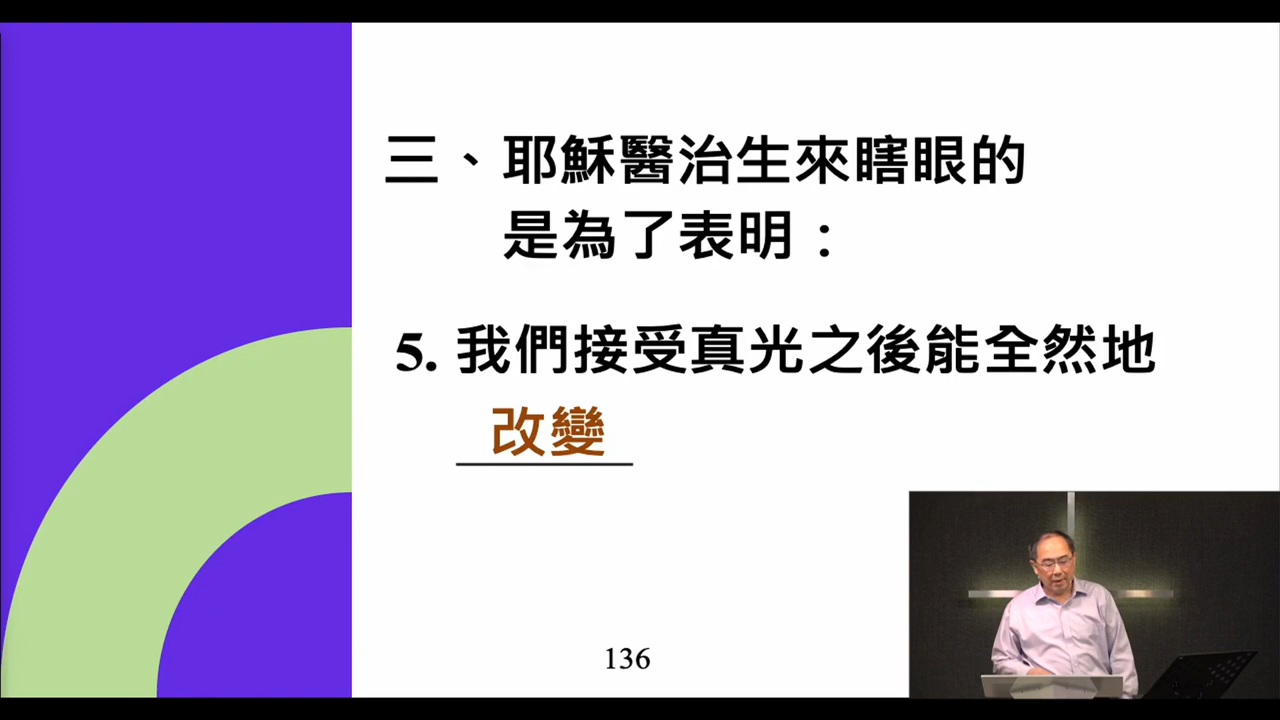 三、耶穌醫治生來瞎眼的
是為了表明：
5. 我們接受真光之後能全然地
改變
136